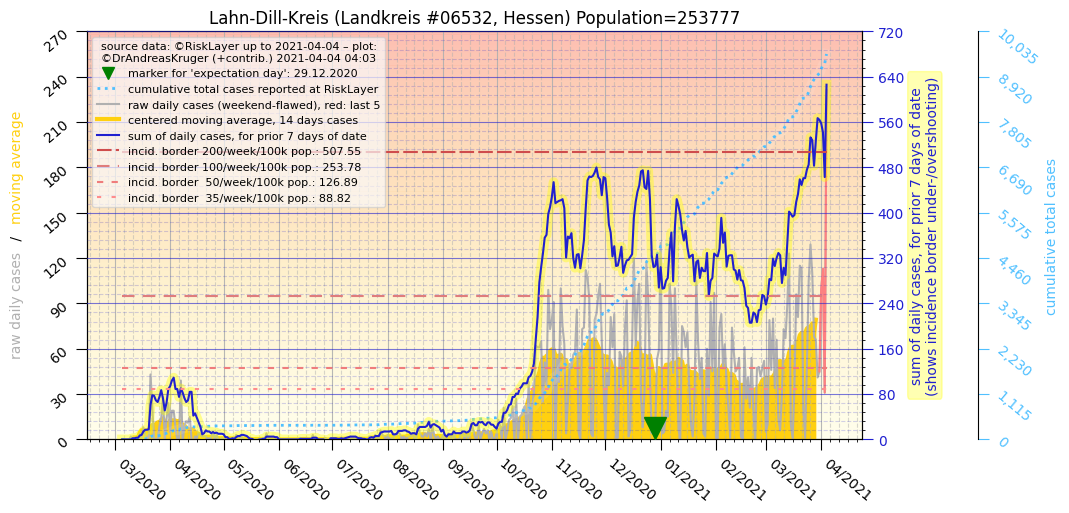 Lahn-Dill-Kreis (Landkreis #06532, Hessen) Population=253777
source data: ©RiskLayer up to 2021-04-04 – plot:
©DrAndreasKruger (+contrib.) 2021-04-04 04:03
marker for 'expectation day': 29.12.2020
cumulative total cases reported at RiskLayer
raw daily cases (weekend-flawed), red: last 5
centered moving average, 14 days cases
sum of daily cases, for prior 7 days of date
incid. border 200/week/100k pop.: 507.55
incid. border 100/week/100k pop.: 253.78
incid. border  50/week/100k pop.: 126.89
incid. border  35/week/100k pop.: 88.82
raw daily cases  /  moving average
270
240
210
180
150
120
90
60
30
0
03/2020
04/2020
05/2020
06/2020
07/2020
08/2020
09/2020
10/2020
11/2020
12/2020
01/2021
02/2021
03/2021
04/2021
720
640
560
480
400
320
240
160
80
0
sum of daily cases, for prior 7 days of date
(shows incidence border under-/overshooting)
10,035
8,920
7,805
6,690
5,575
4,460
3,345
2,230
1,115
0
cumulative total cases